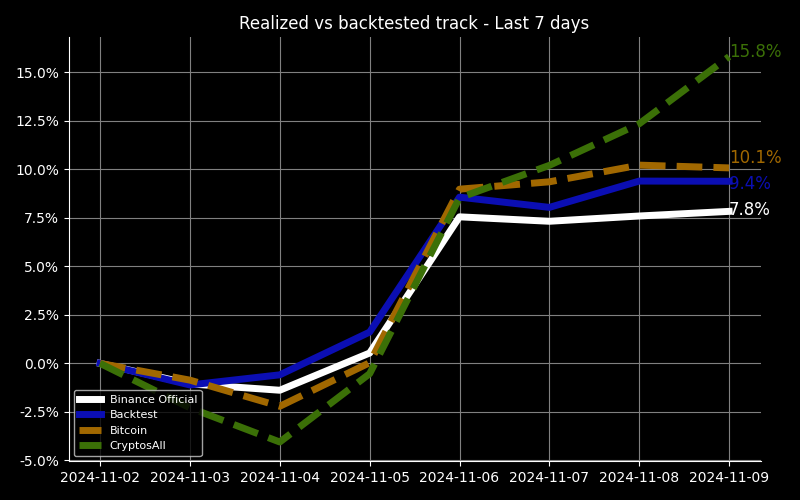 Realized vs backtested track - Last 7 days
15.8%
15.0%
12.5%
10.1%
10.0%
9.4%
7.8%
7.5%
5.0%
2.5%
0.0%
-2.5%
-5.0%
Binance Official
Backtest
Bitcoin
CryptosAll
2024-11-02 2024-11-03 2024-11-04 2024-11-05 2024-11-06 2024-11-07 2024-11-08 2024-11-09